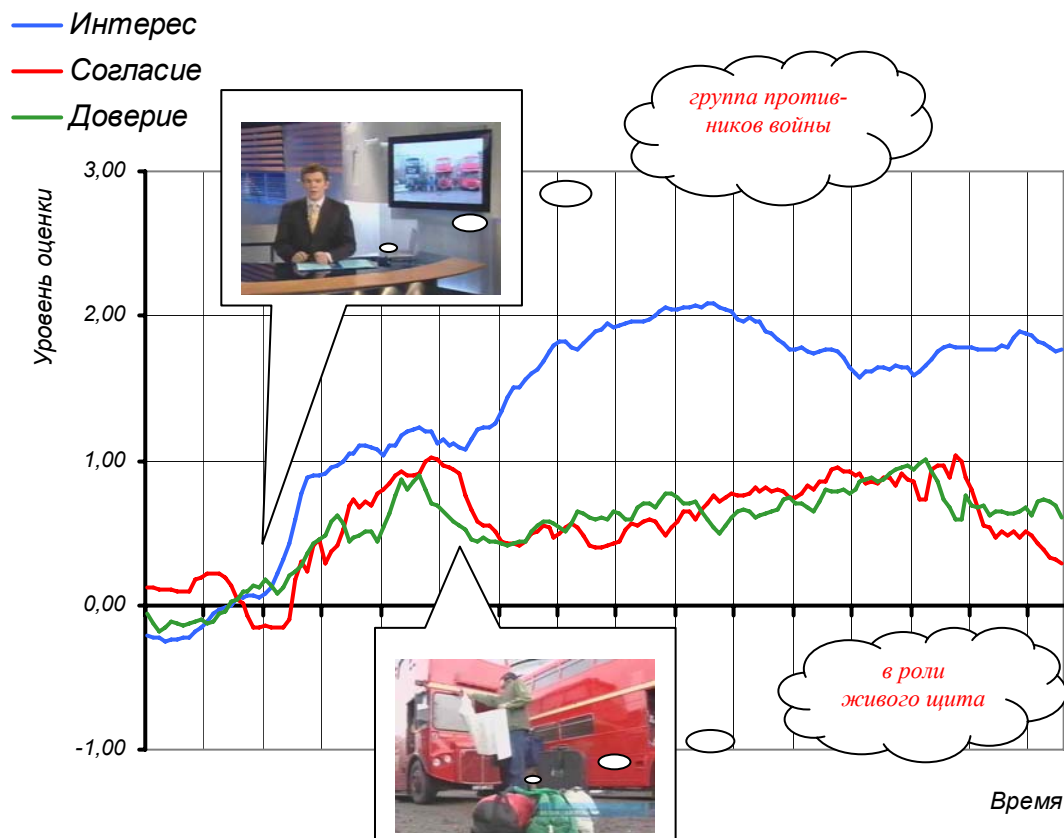 Интерес
Согласие
Доверие
группа против-
ников войны
3,00
2,00
1,00
0,00
-1,00
Уровень оценки
в роли
живого щита
Время